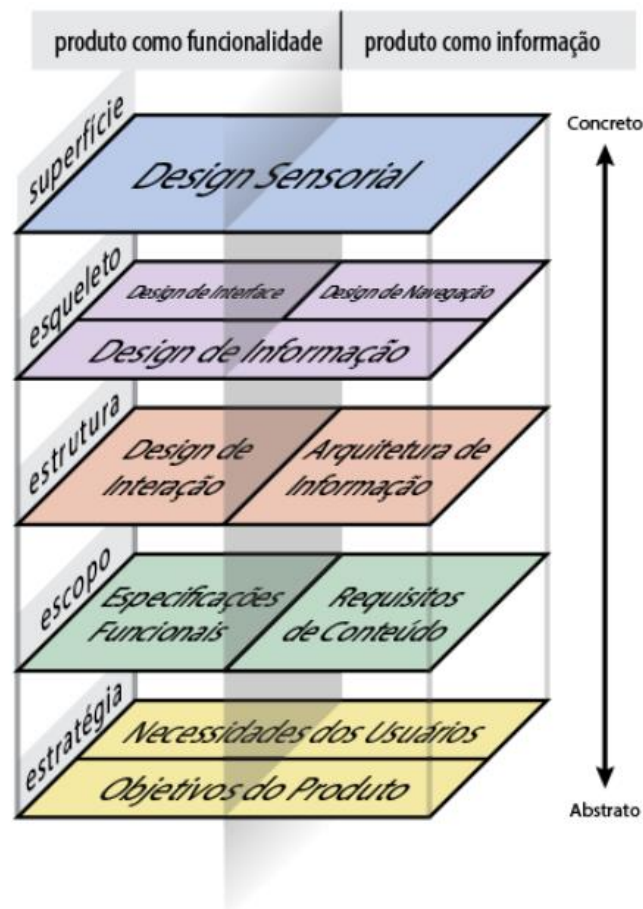 produto como funcionalidade
produto como informação
Concreto
superfície
Design Sensorial
esqueleto
Design de Interface
Design de Navegação
Design de Informação
estrutura
Design de
Interação
Arquitetura de
Informação
escopo
Especificações
Funcionais
Requisitos
de Conteúdo
estratégia
Necessidades dos Usuários
Objetivos do Produto
Abstrato